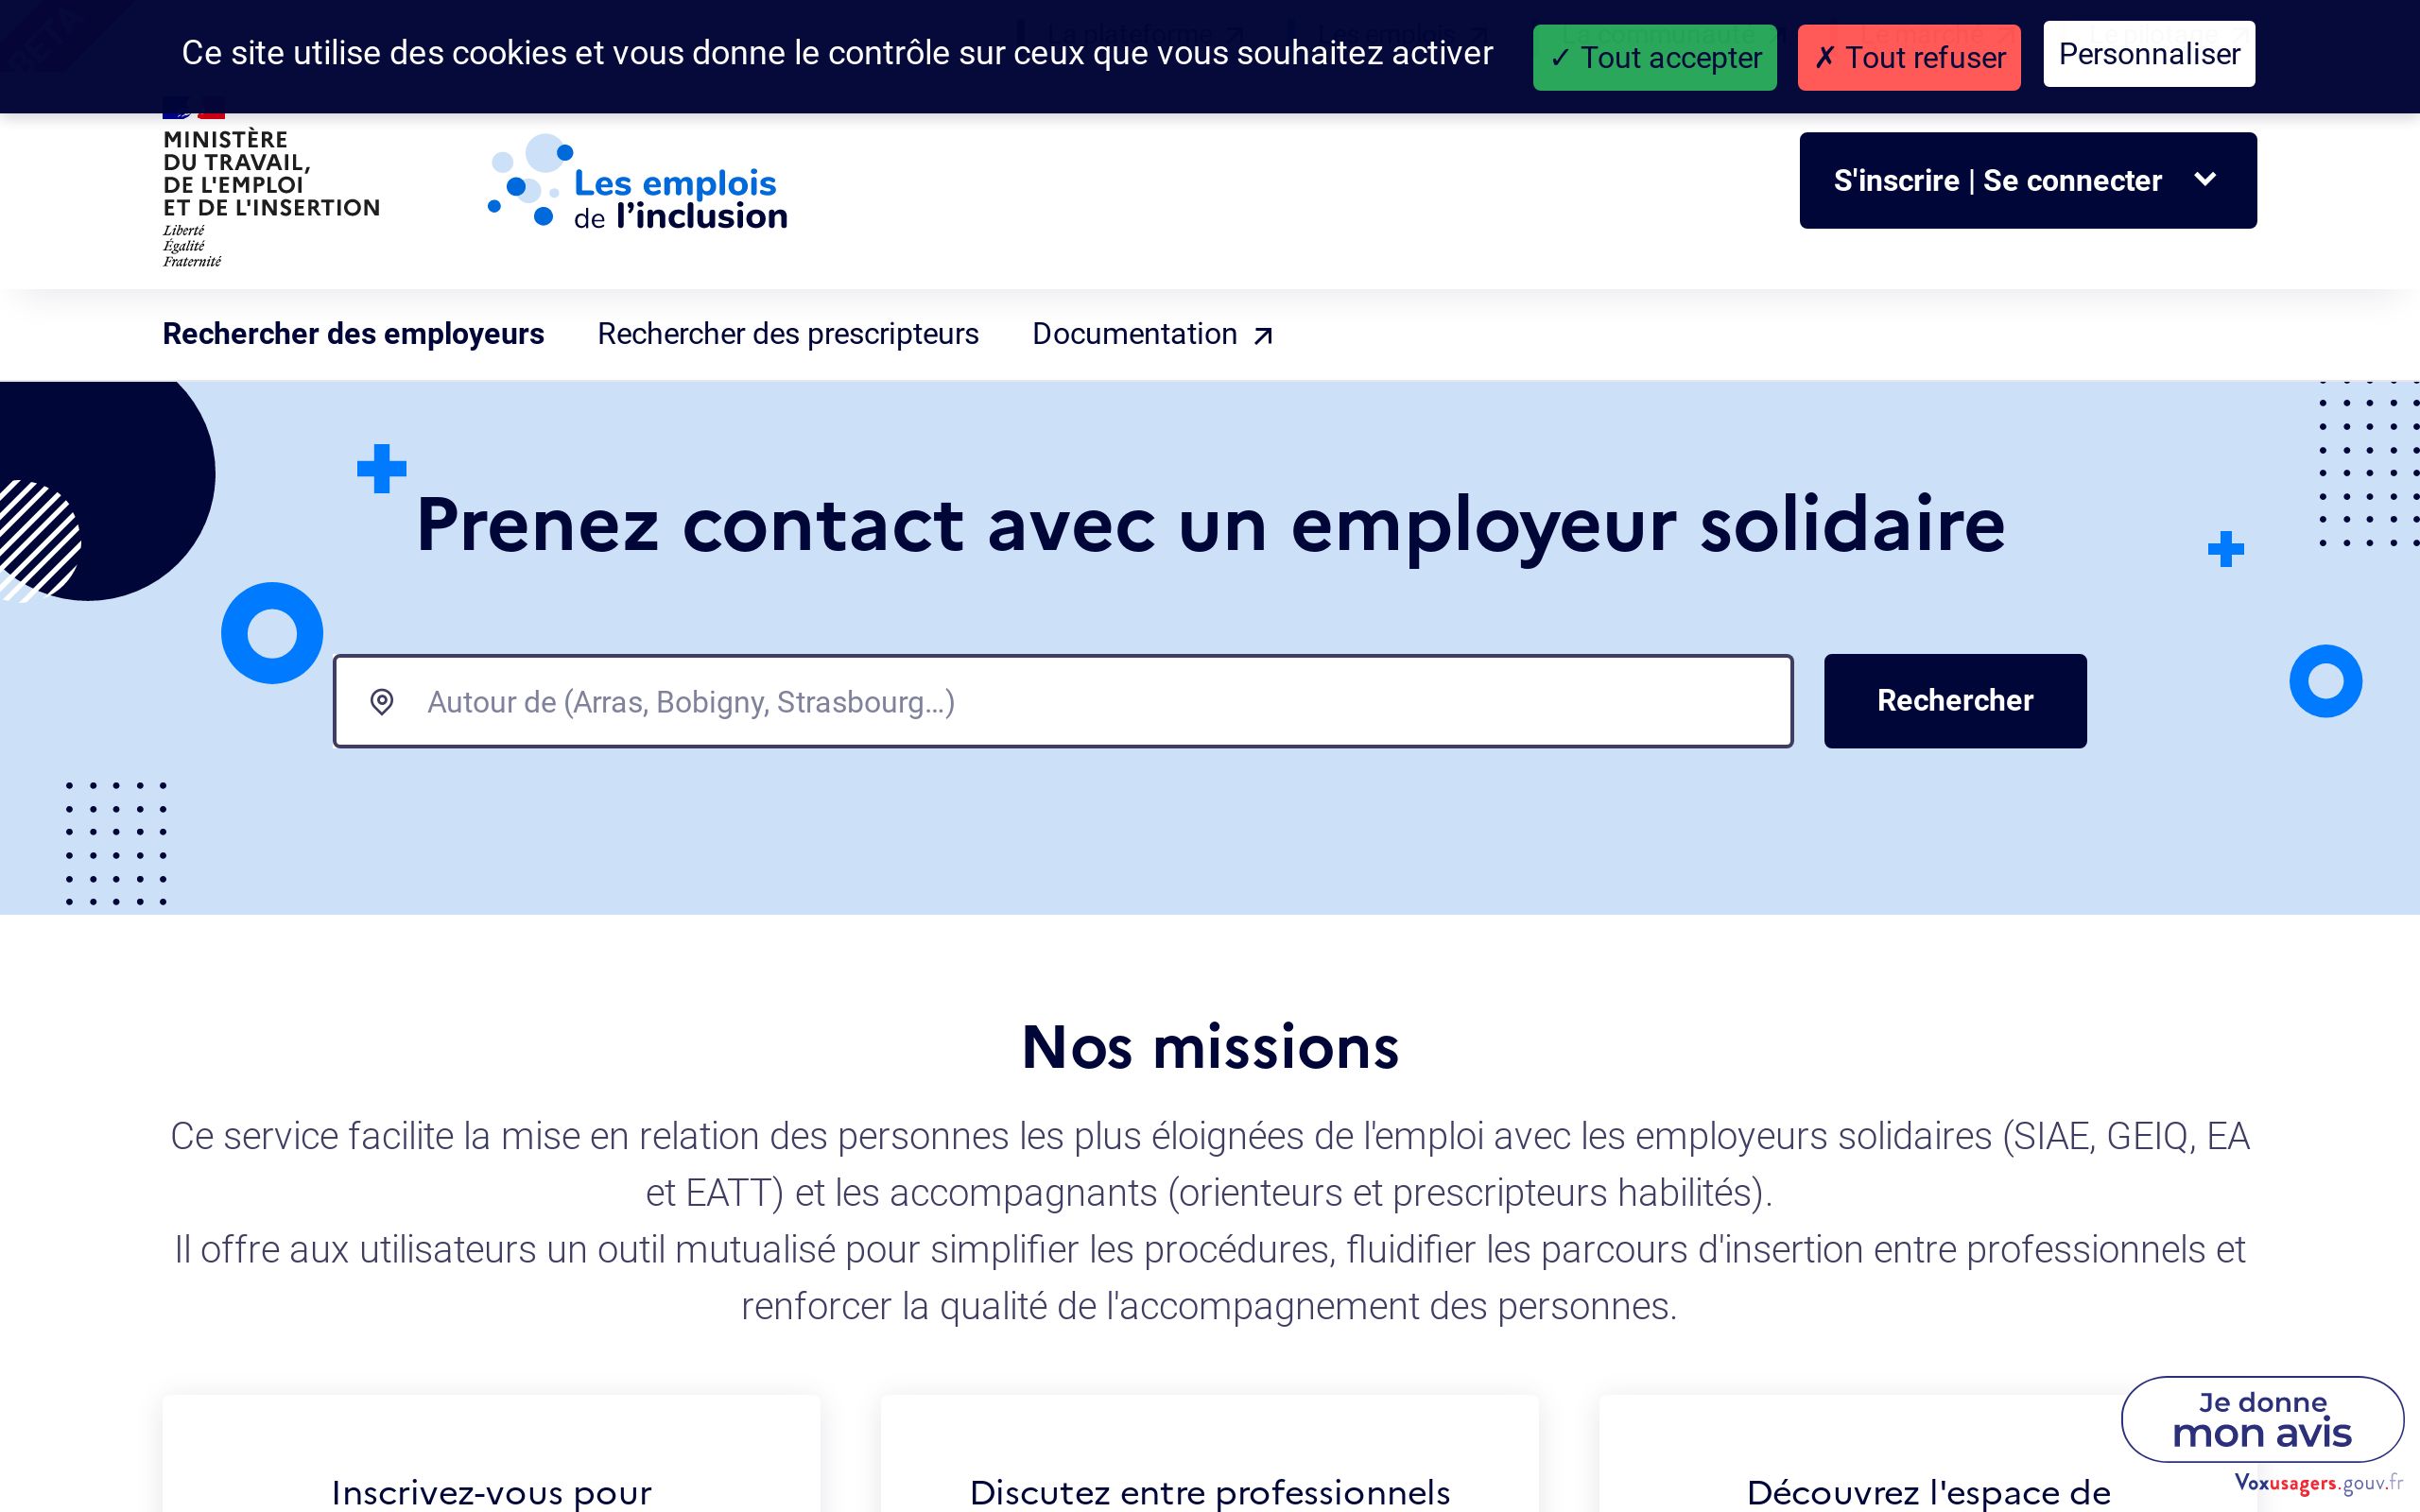 Ce site utilise des cookies et vous donne le contrôle sur ceux que vous souhaitez activer
✓ Tout accepter
✗ Tout refuser
Personnaliser
MINISTÈRE
DU TRAVAIL,
DE L'EMPLOI
ET DE L'INSERTION
Liberté
Égalité
Fraternité
Les emplois
de l'inclusion
S'inscrire | Se connecter
Rechercher des employeurs
Rechercher des prescripteurs
Documentation
Prenez contact avec un employeur solidaire
Autour de (Arras, Bobigny, Strasbourg...)
Rechercher
Nos missions
Ce service facilite la mise en relation des personnes les plus éloignées de l'emploi avec les employeurs solidaires (SIAE, GEIQ, EA
et EATT) et les accompagnants (orienteurs et prescripteurs habilités).
Il offre aux utilisateurs un outil mutualisé pour simplifier les procédures, fluidifier les parcours d'insertion entre professionnels et
renforcer la qualité de l'accompagnement des personnes.
Inscrivez-vous pour
Discutez entre professionnels
Découvrez l'espace de
Je donne
mon avis
Voxusagers.gouv.fr